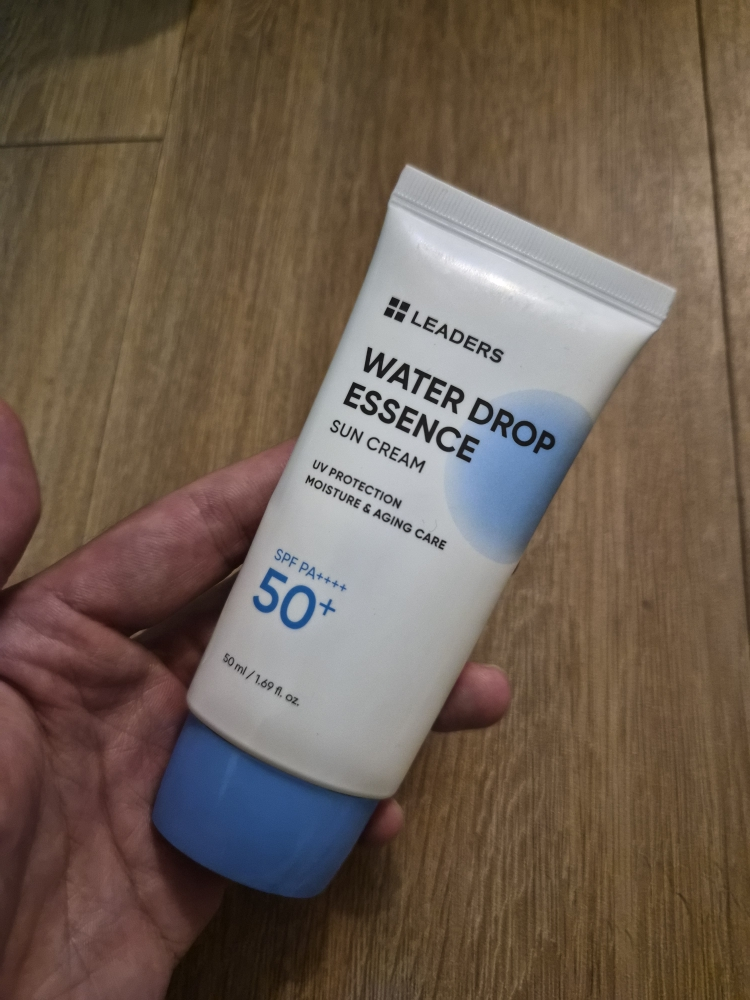 LEADERS
WATER DROP
ESSENCE
SUN CREAM
UV PROTECTION
MOISTURE & AGING CARE
SPF PA++++
50+
50 ml / 1.69 fl. oz.